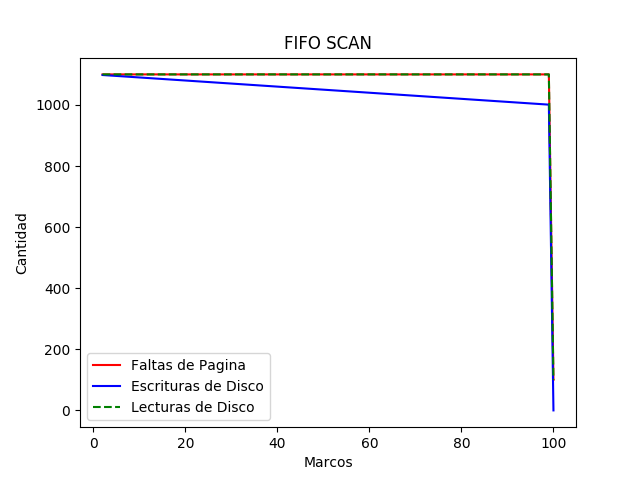 FIFO SCAN
1000
800
600
400
200
0
Cantidad
Faltas de Pagina
Escrituras de Disco
Lecturas de Disco
0 20 40 60 80 100
Marcos